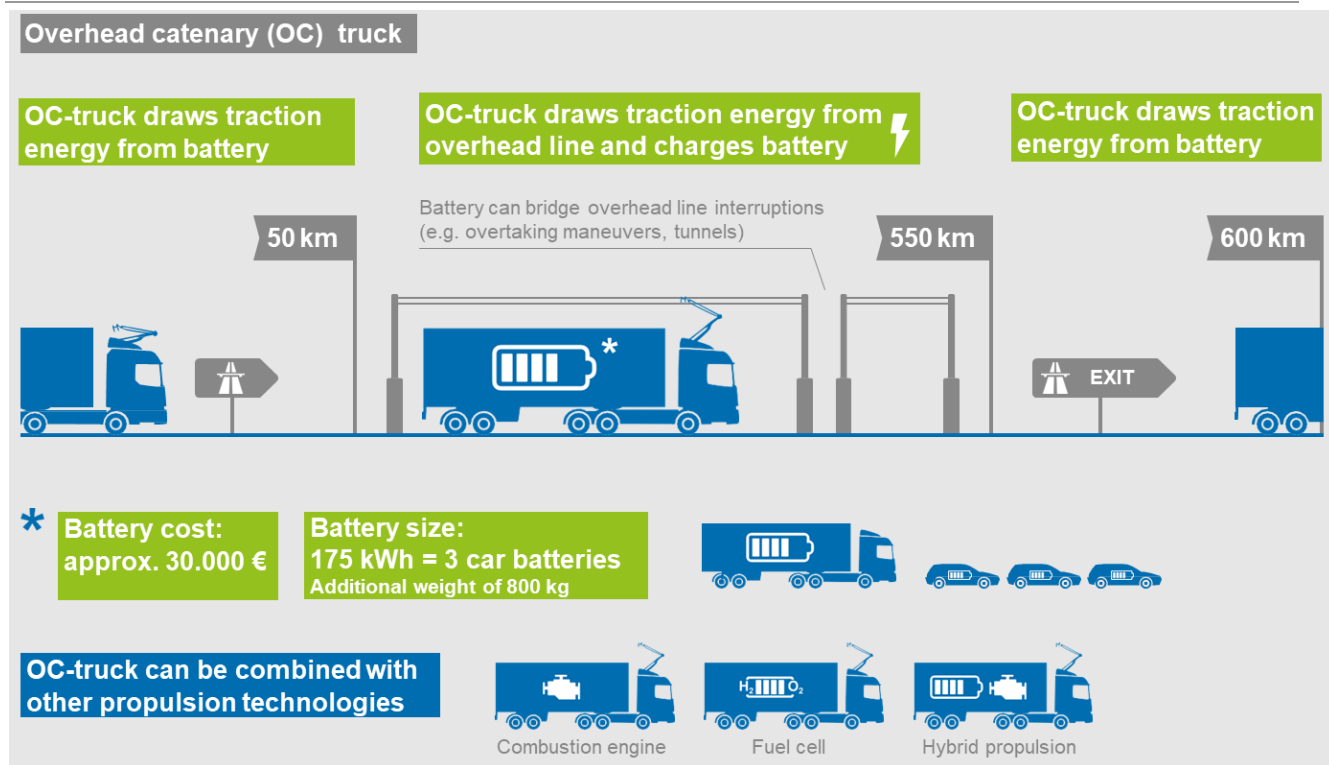 Overhead catenary (OC) truck
OC-truck draws traction
energy from battery
OC-truck draws traction energy from
overhead line and charges battery
OC-truck draws traction
energy from battery
Battery can bridge overhead line interruptions
(e.g. overtaking maneuvers, tunnels)
50 km
550 km
600 km
*
EXIT
*
Battery cost:
approx. 30.000 €
Battery size:
175 kWh = 3 car batteries
Additional weight of 800 kg
OC-truck can be combined with
other propulsion technologies
H₂ O₂
Combustion engine
Fuel cell
Hybrid propulsion